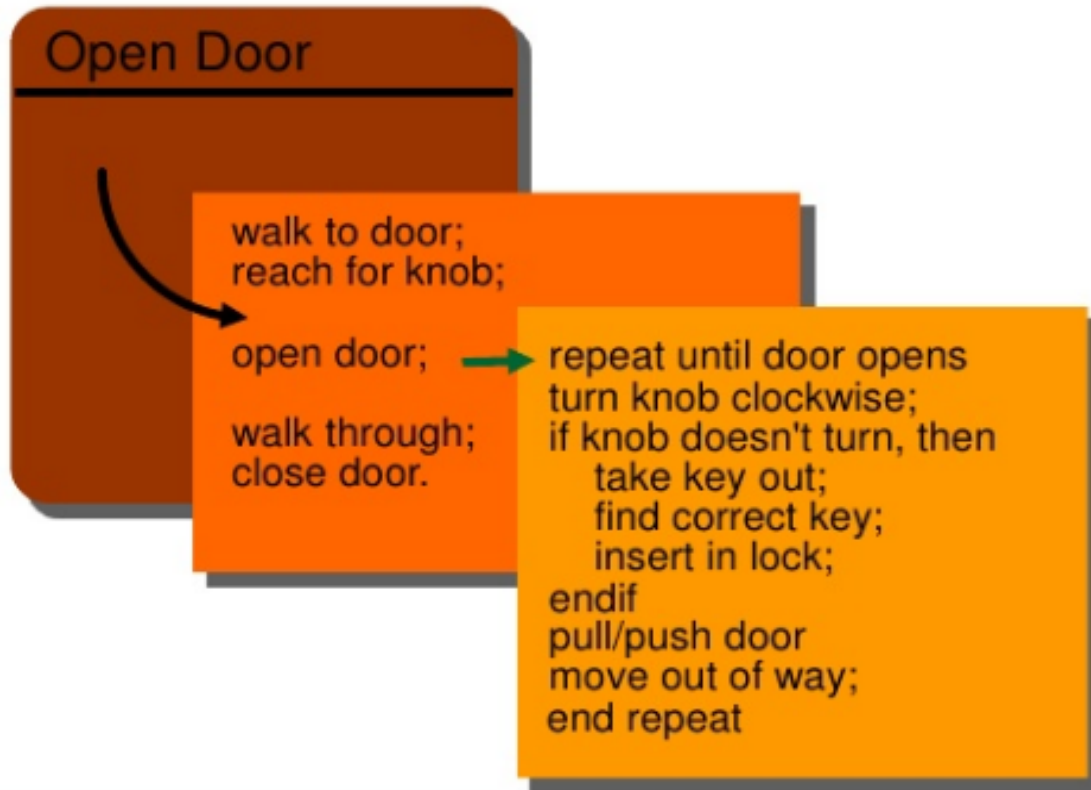 Open Door
walk to door;
reach for knob;
open door;
walk through;
close door.
repeat until door opens
turn knob clockwise;
if knob doesn't turn, then
take key out;
find correct key;
insert in lock;
endif
pull/push door
move out of way;
end repeat